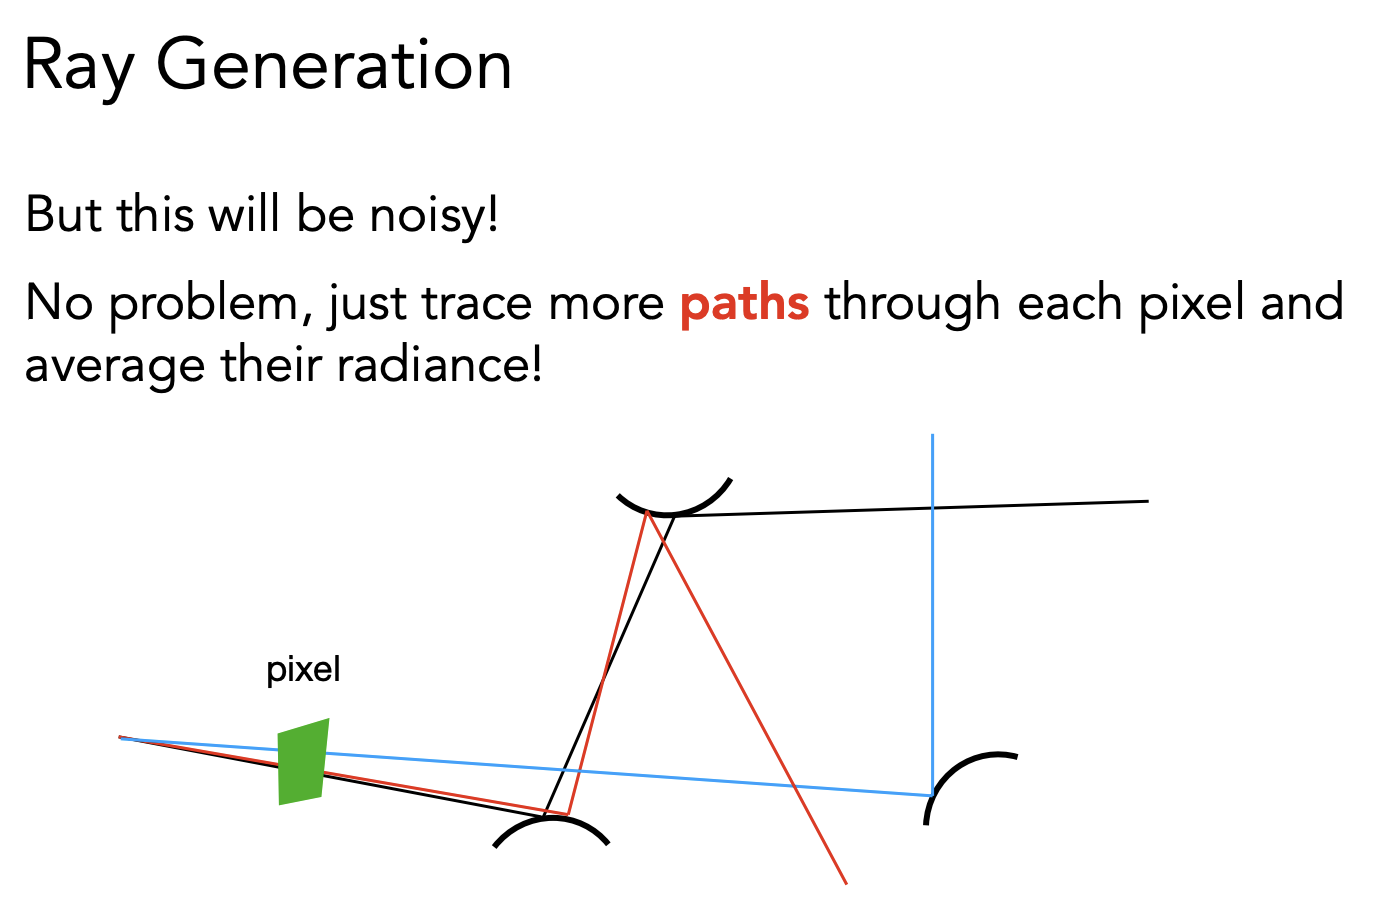 Ray Generation
But this will be noisy!
No problem, just trace more paths through each pixel and
average their radiance!
pixel